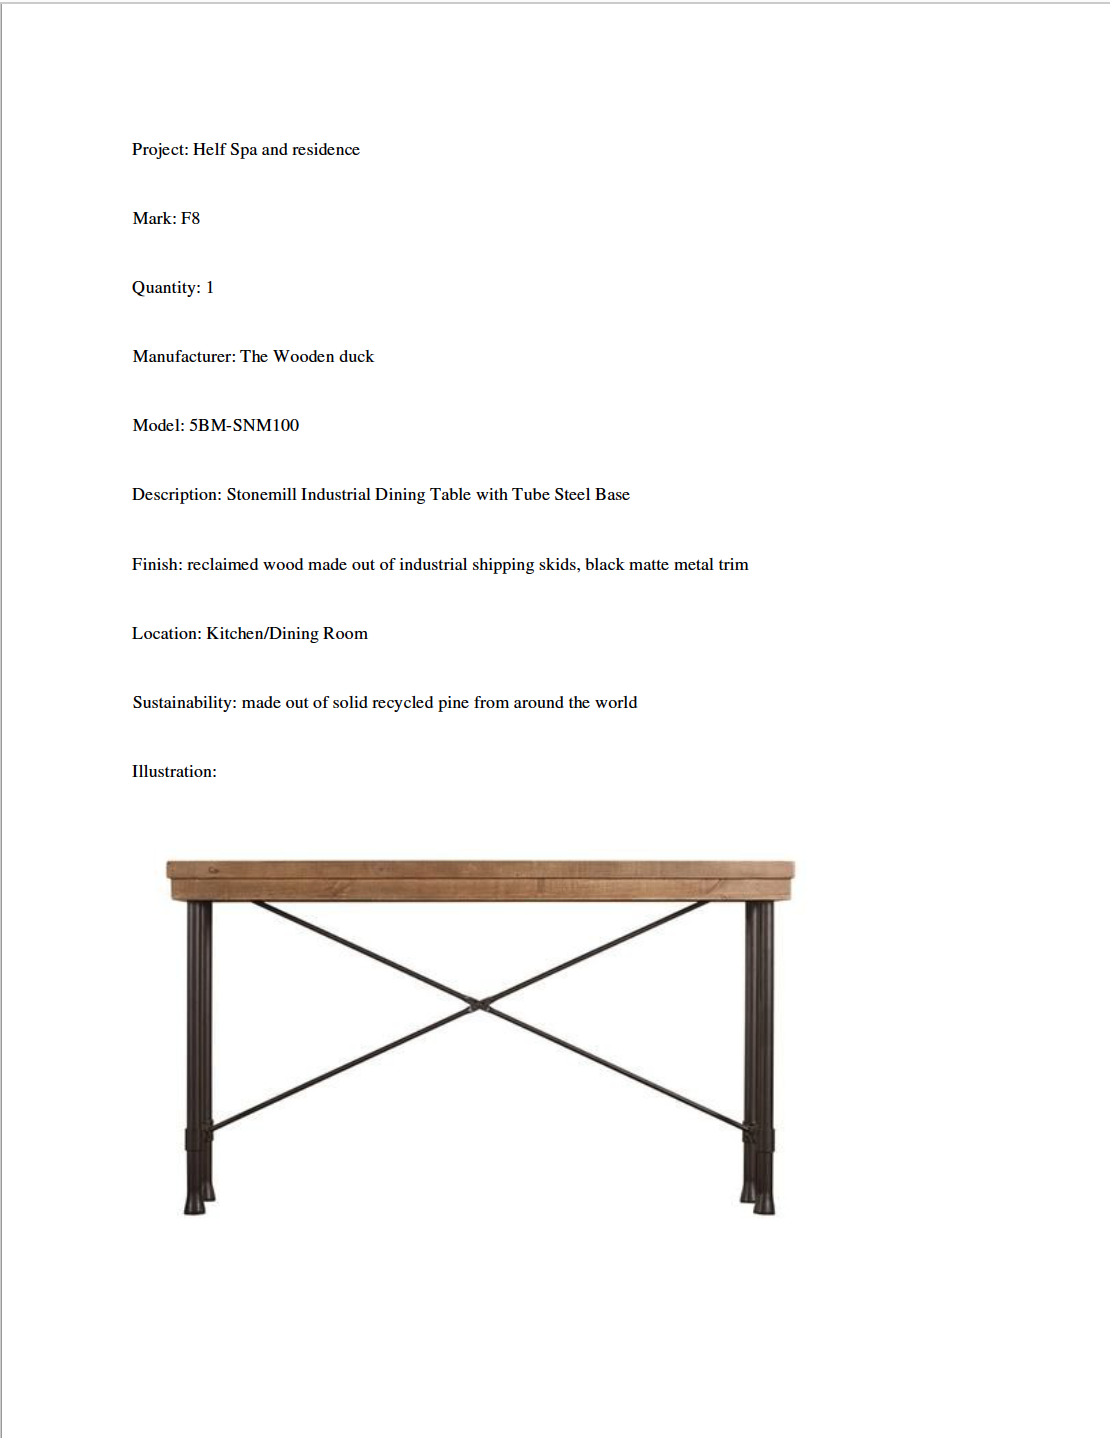 Project: Helf Spa and residence
Mark: F8
Quantity: 1
Manufacturer: The Wooden duck
Model: 5BM-SNM100
Description: Stonemill Industrial Dining Table with Tube Steel Base
Finish: reclaimed wood made out of industrial shipping skids, black matte metal trim
Location: Kitchen/Dining Room
Sustainability: made out of solid recycled pine from around the world
Illustration: